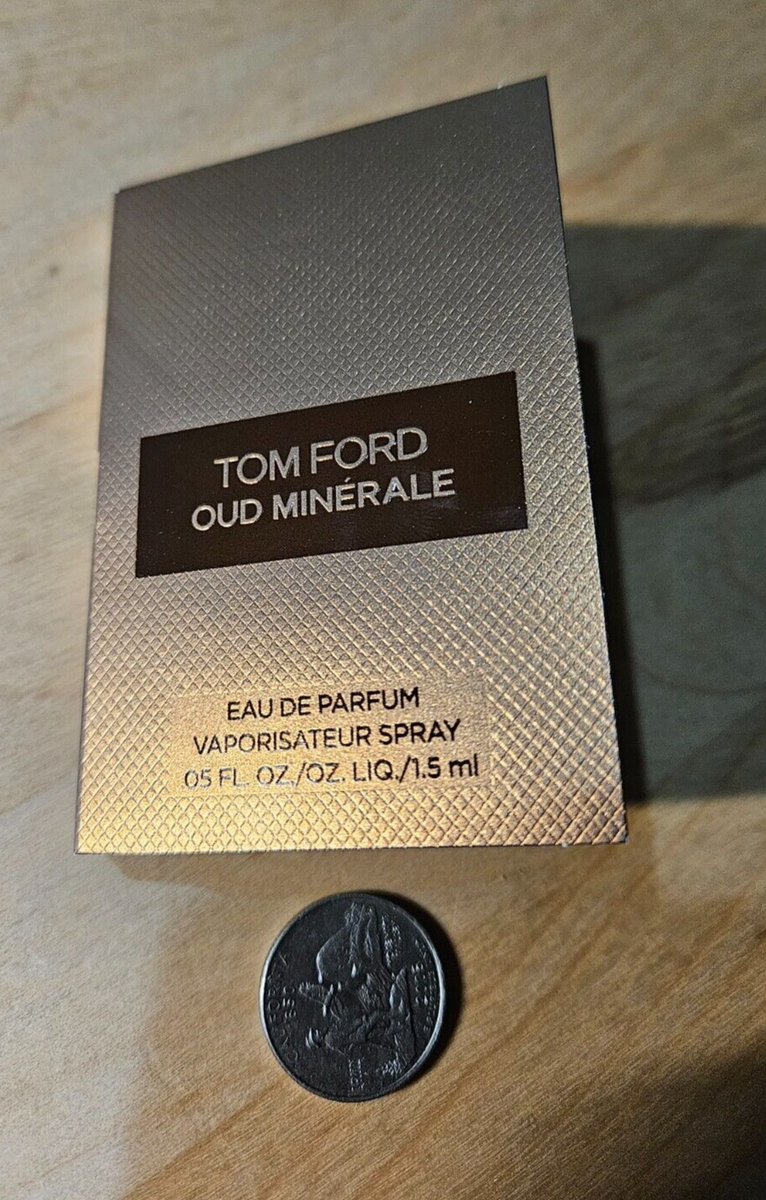 TOM FORD
OUD MINÉRALE
EAU DE PARFUM
VAPORISATEUR SPRAY
.05 FL. OZ./OZ. LIQ./1.5 ml